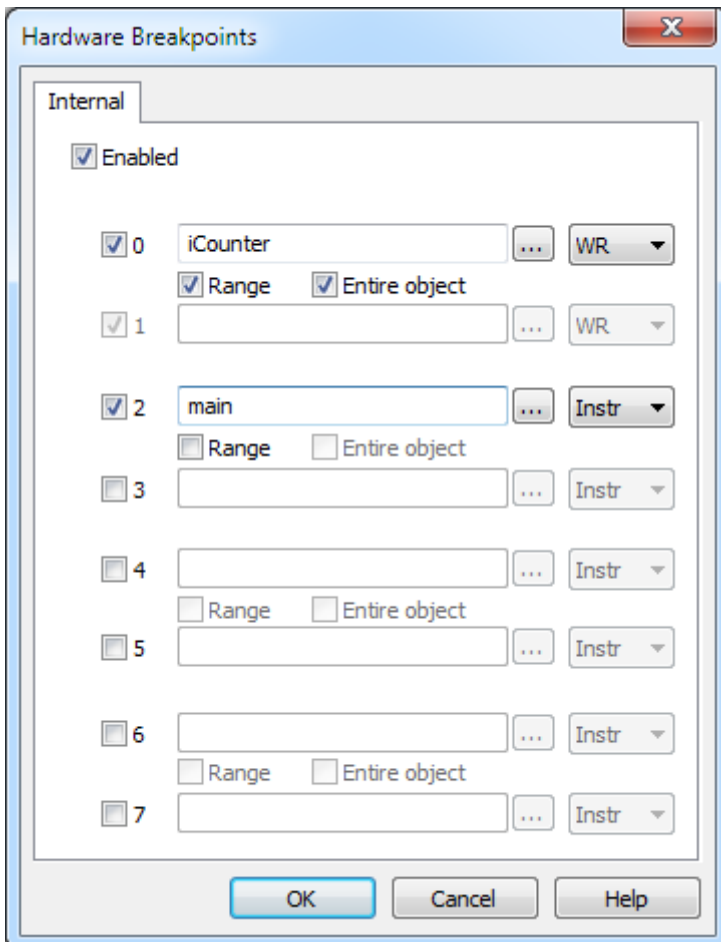 Hardware Breakpoints
Internal
Enabled
0 iCounter ... WR
Range Entire object
1 ... WR
2 main ... Instr
Range Entire object
3 ... Instr
4 ... Instr
Range Entire object
5 ... Instr
6 ... Instr
Range Entire object
7 ... Instr
OK Cancel Help